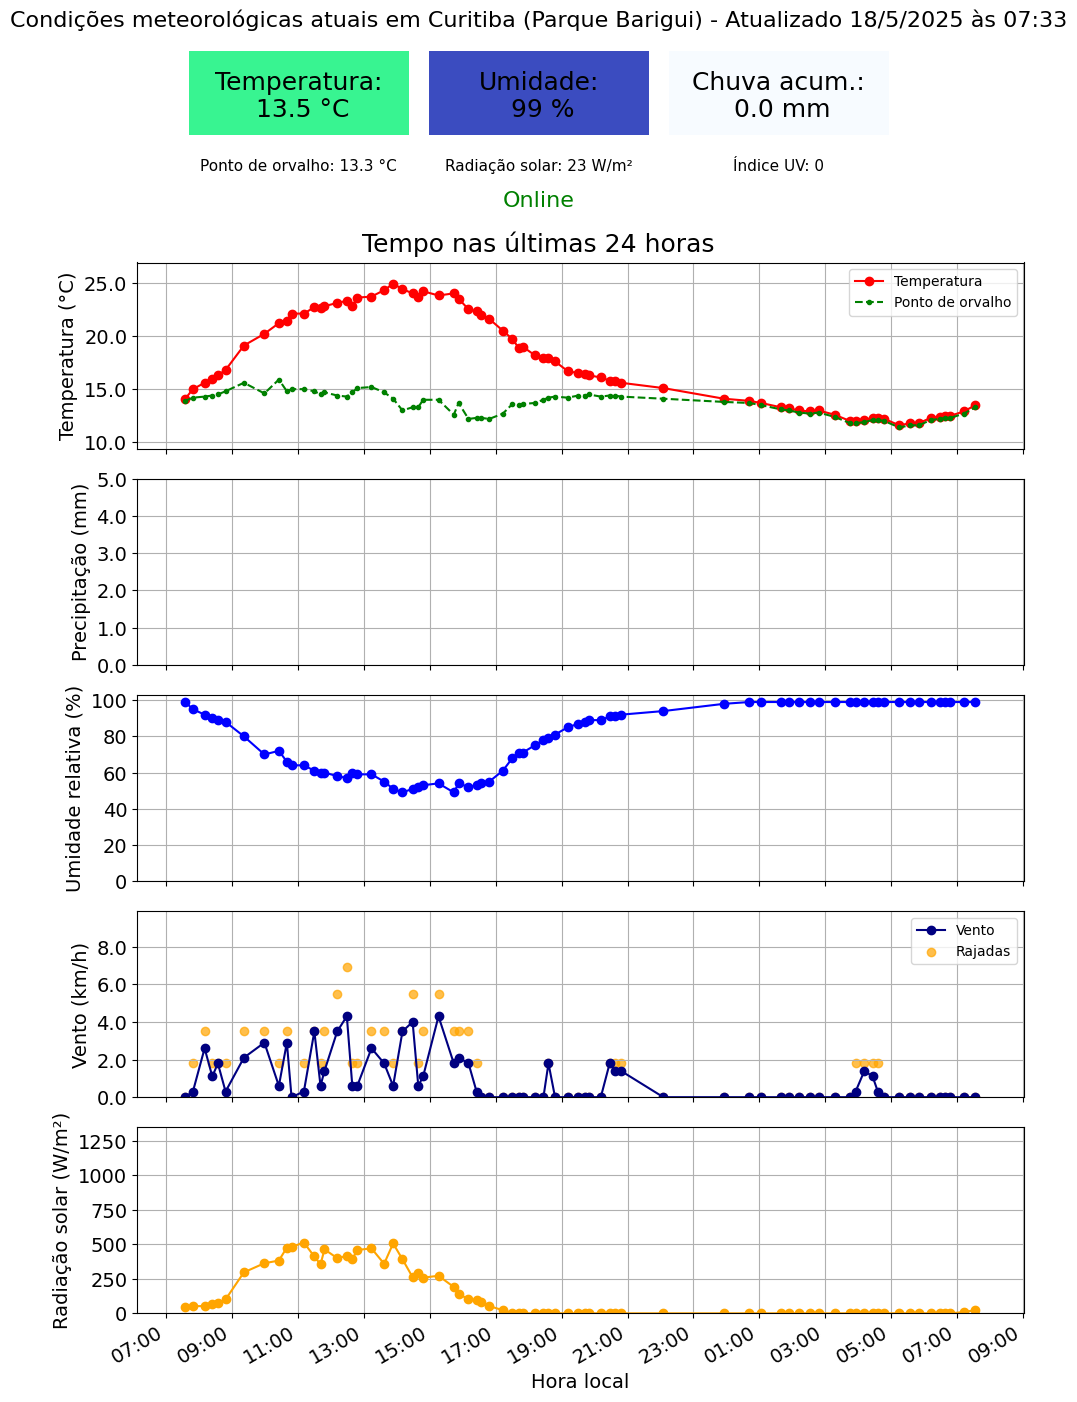 Condições meteorológicas atuais em Curitiba (Parque Barigui) - Atualizado 18/5/2025 às 07:33
Temperatura:
13.5 °C
Umidade:
99 %
Chuva acum.:
0.0 mm
Ponto de orvalho: 13.3 °C
Radiação solar: 23 W/m²
Índice UV: 0
Online
Tempo nas últimas 24 horas
Temperatura (°C)
25.0
20.0
15.0
10.0
Temperatura
Ponto de orvalho
Precipitação (mm)
5.0
4.0
3.0
2.0
1.0
0.0
Umidade relativa (%)
100
80
60
40
20
0
Vento (km/h)
8.0
6.0
4.0
2.0
0.0
Vento
Rajadas
Radiação solar (W/m²)
1250
1000
750
500
250
0
07:00
09:00
11:00
13:00
15:00
17:00
19:00
21:00
23:00
01:00
03:00
05:00
07:00
09:00
Hora local